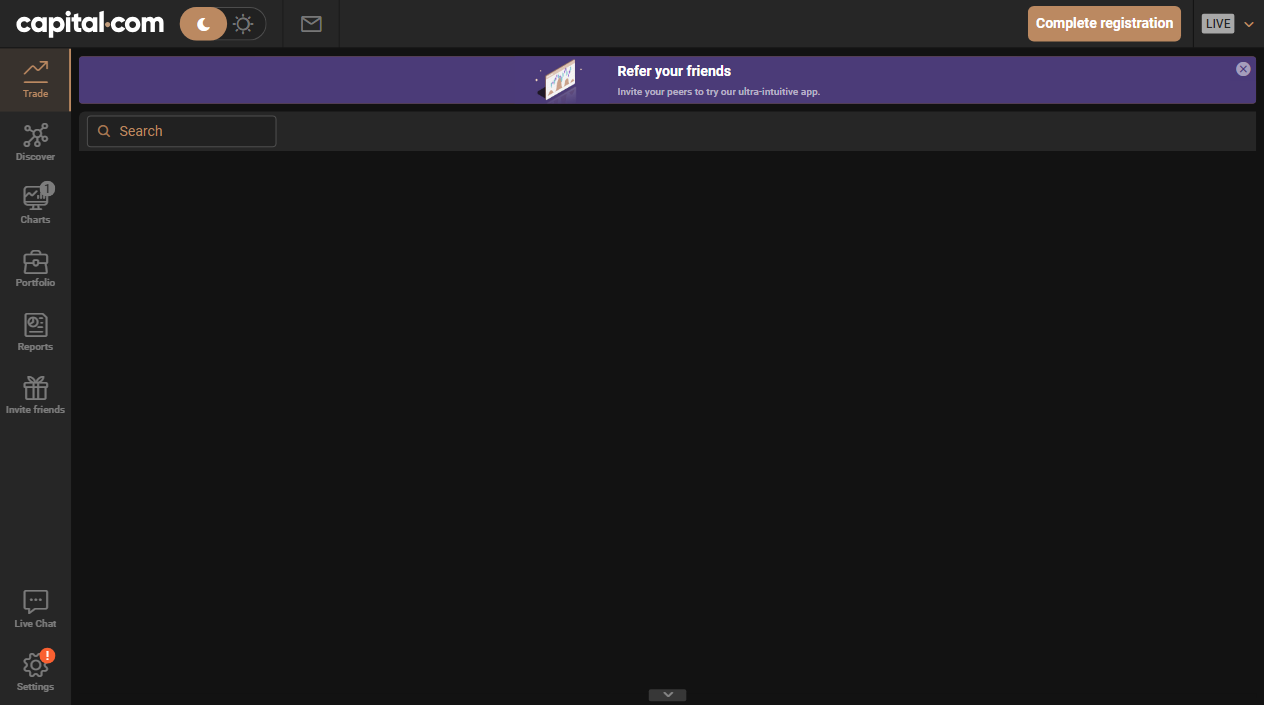 capital.com
Complete registration
LIVE
Trade
Refer your friends
Invite your peers to try our ultra-intuitive app.
Search
Discover
1
Charts
Portfolio
Reports
Invite friends
Live Chat
!
Settings